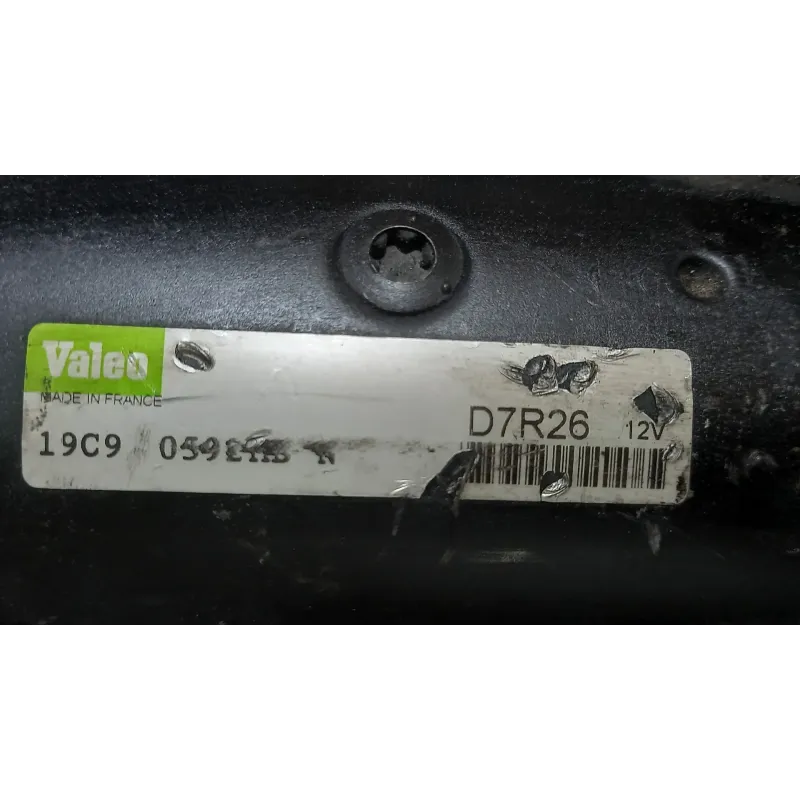 Valeo
MADE IN FRANCE
D7R26 12V
19C9